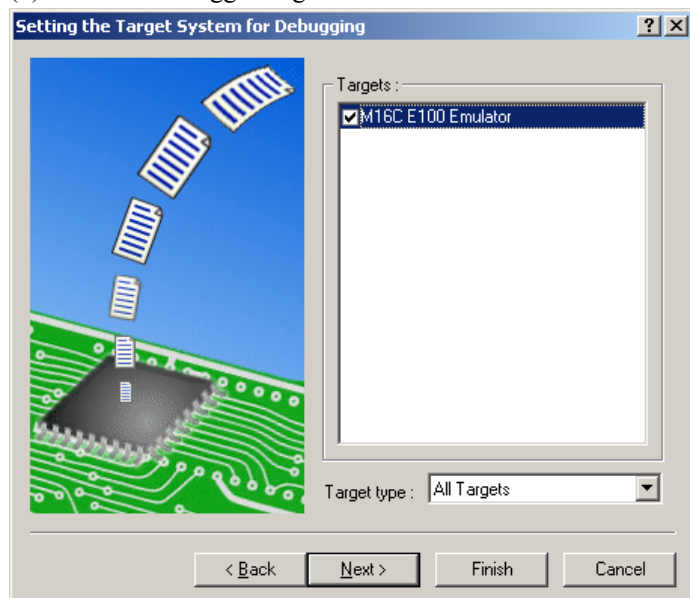 Setting the Target System for Debugging
Targets :
M16C E100 Emulator
Target type : All Targets
< Back Next > Finish Cancel